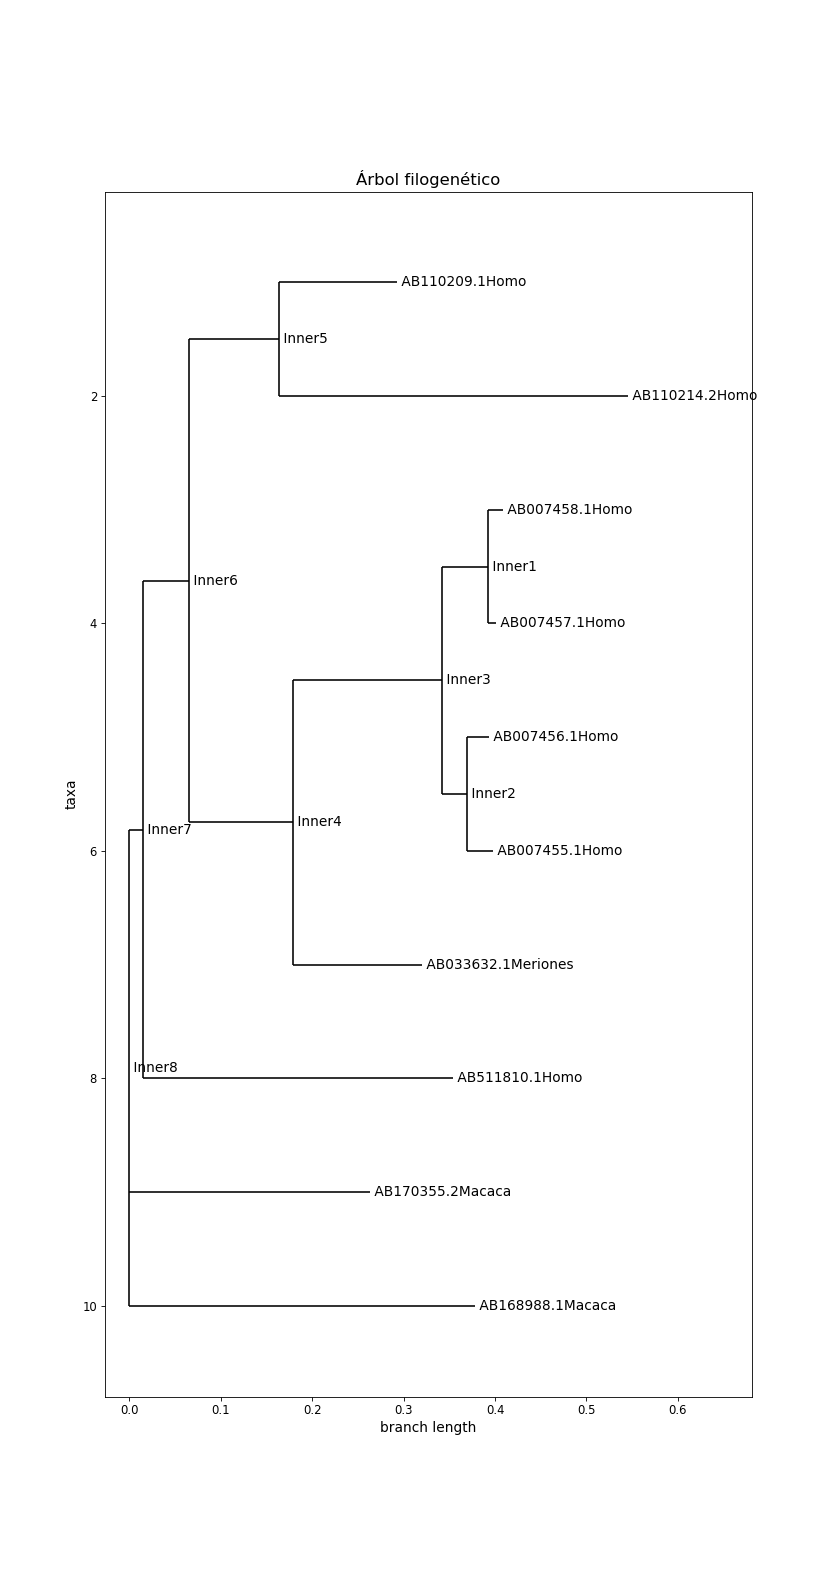 Árbol filogenético
AB110209.1Homo
Inner5
2
AB110214.2Homo
AB007458.1Homo
Inner1
Inner6
4
AB007457.1Homo
Inner3
AB007456.1Homo
taxa
Inner2
Inner4
Inner7
6
AB007455.1Homo
AB033632.1Meriones
Inner8
8
AB511810.1Homo
AB170355.2Macaca
10
AB168988.1Macaca
0.0 0.1 0.2 0.3 0.4 0.5 0.6
branch length